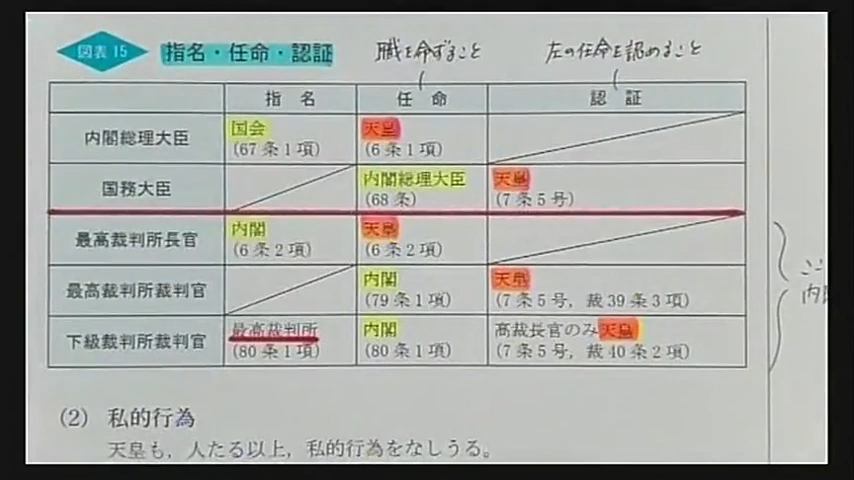 図表 15 指名・任命・認証
職を命ずること
左の任命を認めること
指 名 任 命 認 証
内閣総理大臣 国会 天皇
(67条1項) (6条1項)
国務大臣 内閣総理大臣 天皇
(68条) (7条5号)
最高裁判所長官 内閣 天皇
(6条2項) (6条2項)
最高裁判所裁判官 内閣 天皇
(79条1項) (7条5号, 裁39条3項)
下級裁判所裁判官 最高裁判所 内閣 高裁長官のみ天皇
(80条1項) (80条1項) (7条5号, 裁40条2項)
ここ
内
(2) 私的行為
天皇も,人たる以上,私的行為をなしうる。